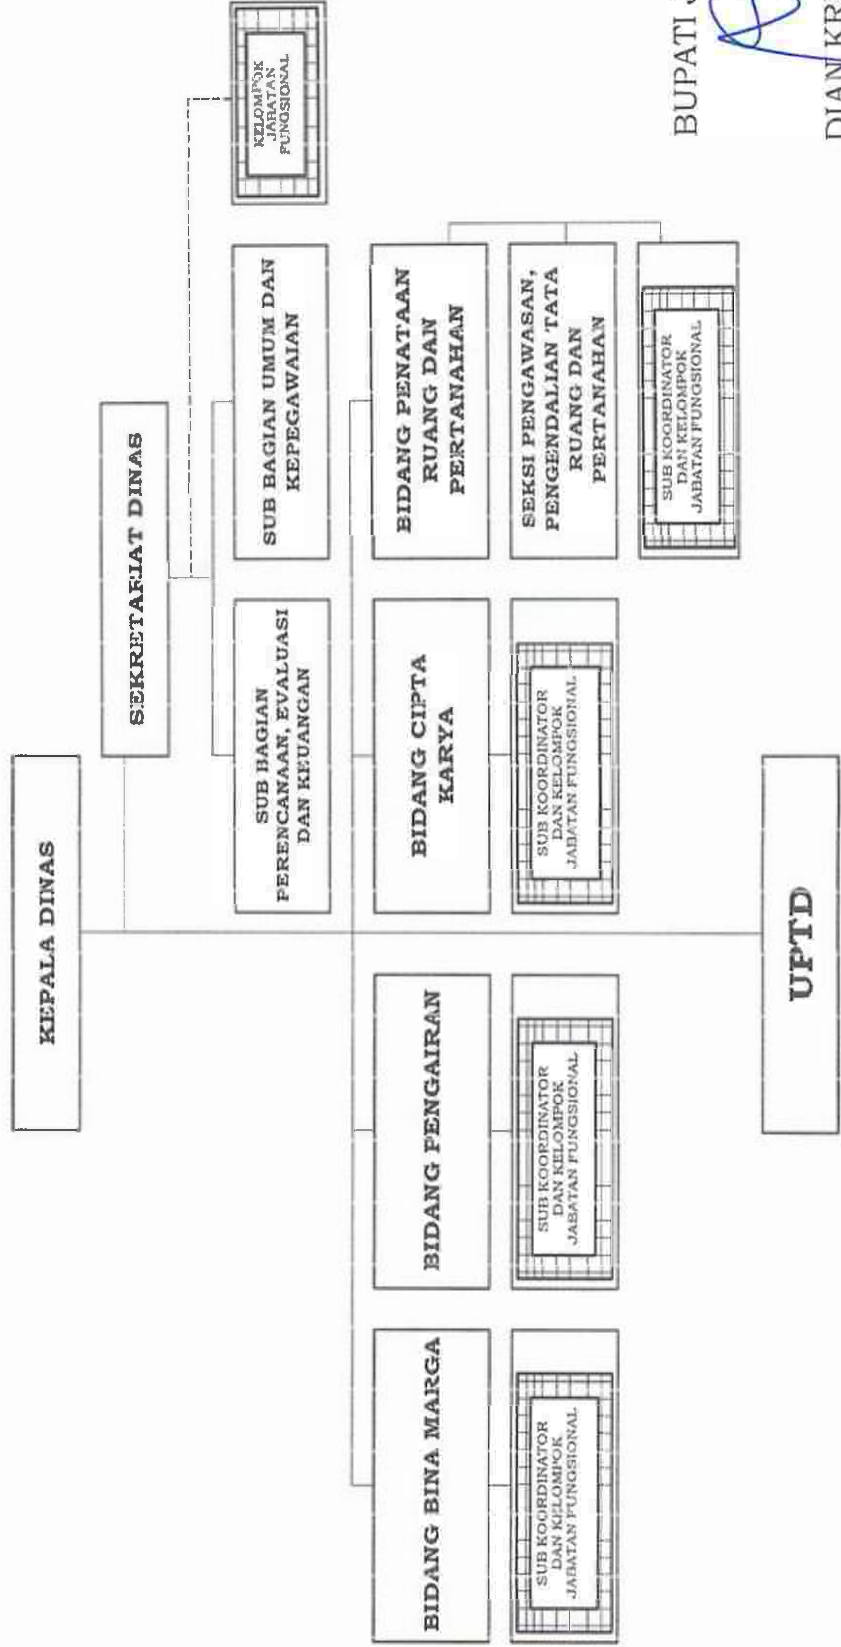 KEPALA DINAS
SEKRETARIAT DINAS
SUB BAGIAN
PERENCANAAN, EVALUASI
DAN KEUANGAN
SUB BAGIAN UMUM DAN
KEPEGAWAIAN
KELOMPOK
JABATAN
FUNGSIONAL
BIDANG BINA MARGA
BIDANG PENGAIRAN
BIDANG CIPTA
KARYA
BIDANG PENATAAN
RUANG DAN
PERTANAHAN
SUB KOORDINATOR
DAN KELOMPOK
JABATAN FUNGSIONAL
SUB KOORDINATOR
DAN KELOMPOK
JABATAN FUNGSIONAL
SUB KOORDINATOR
DAN KELOMPOK
JABATAN FUNGSIONAL
SEKSI PENGAWASAN,
PENGENDALIAN TATA
RUANG DAN
PERTANAHAN
SUB KOORDINATOR
DAN KELOMPOK
JABATAN FUNGSIONAL
UPTD
BUPATI
DIAN